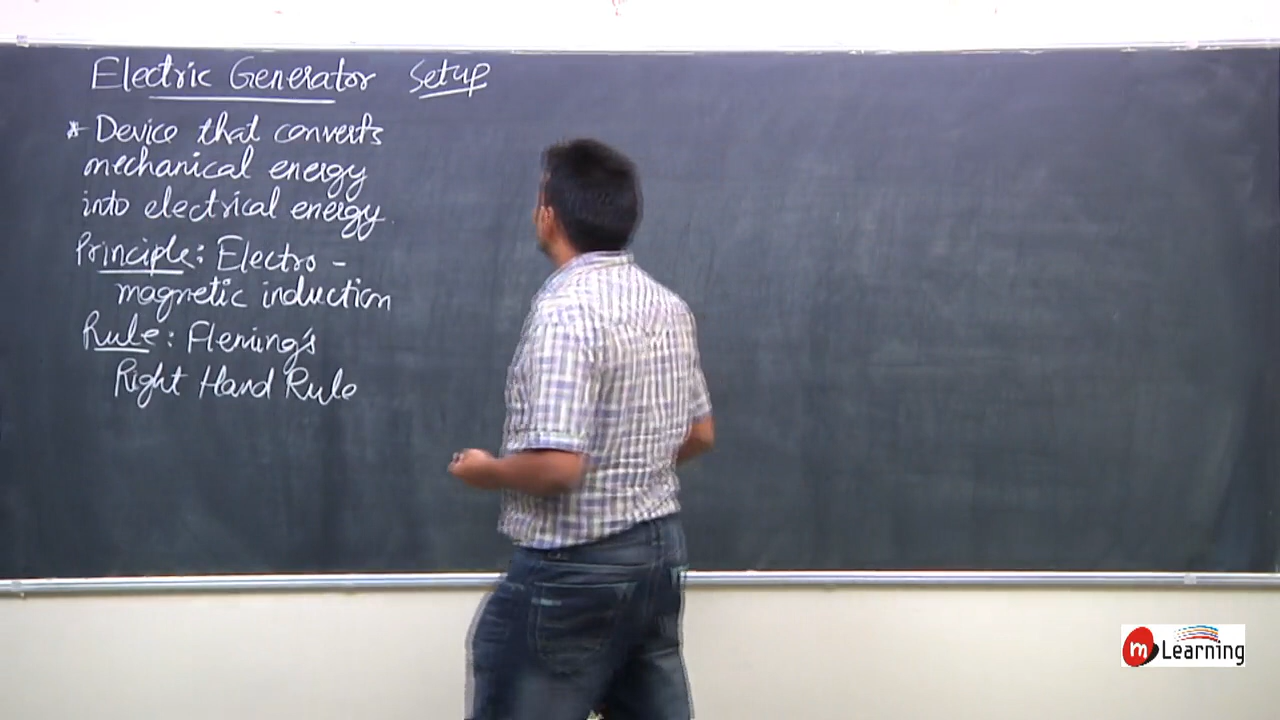 Electric Generator Setup
* Device that converts
mechanical energy
into electrical energy.
Principle: Electro -
magnetic induction
Rule: Fleming's
Right Hand Rule
m Learning